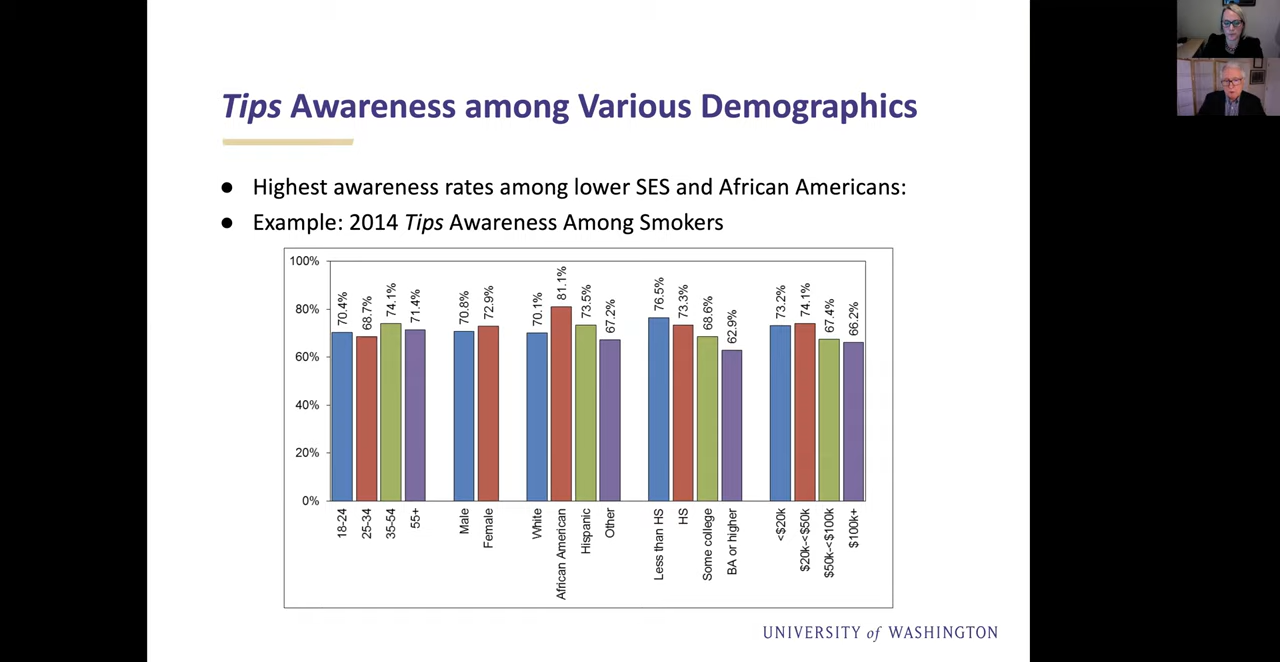 Tips Awareness among Various Demographics
● Highest awareness rates among lower SES and African Americans:
● Example: 2014 Tips Awareness Among Smokers
100%
80%
60%
40%
20%
0%
70.4%
68.7%
74.1%
71.4%
70.8%
72.9%
70.1%
81.1%
73.5%
67.2%
76.5%
73.3%
68.6%
62.9%
73.2%
74.1%
67.4%
66.2%
18-24
25-34
35-54
55+
Male
Female
White
African American
Hispanic
Other
Less than HS
HS
Some college
BA or higher
<$20k
$20k-<$50k
$50k-<$100k
$100k+
UNIVERSITY of WASHINGTON